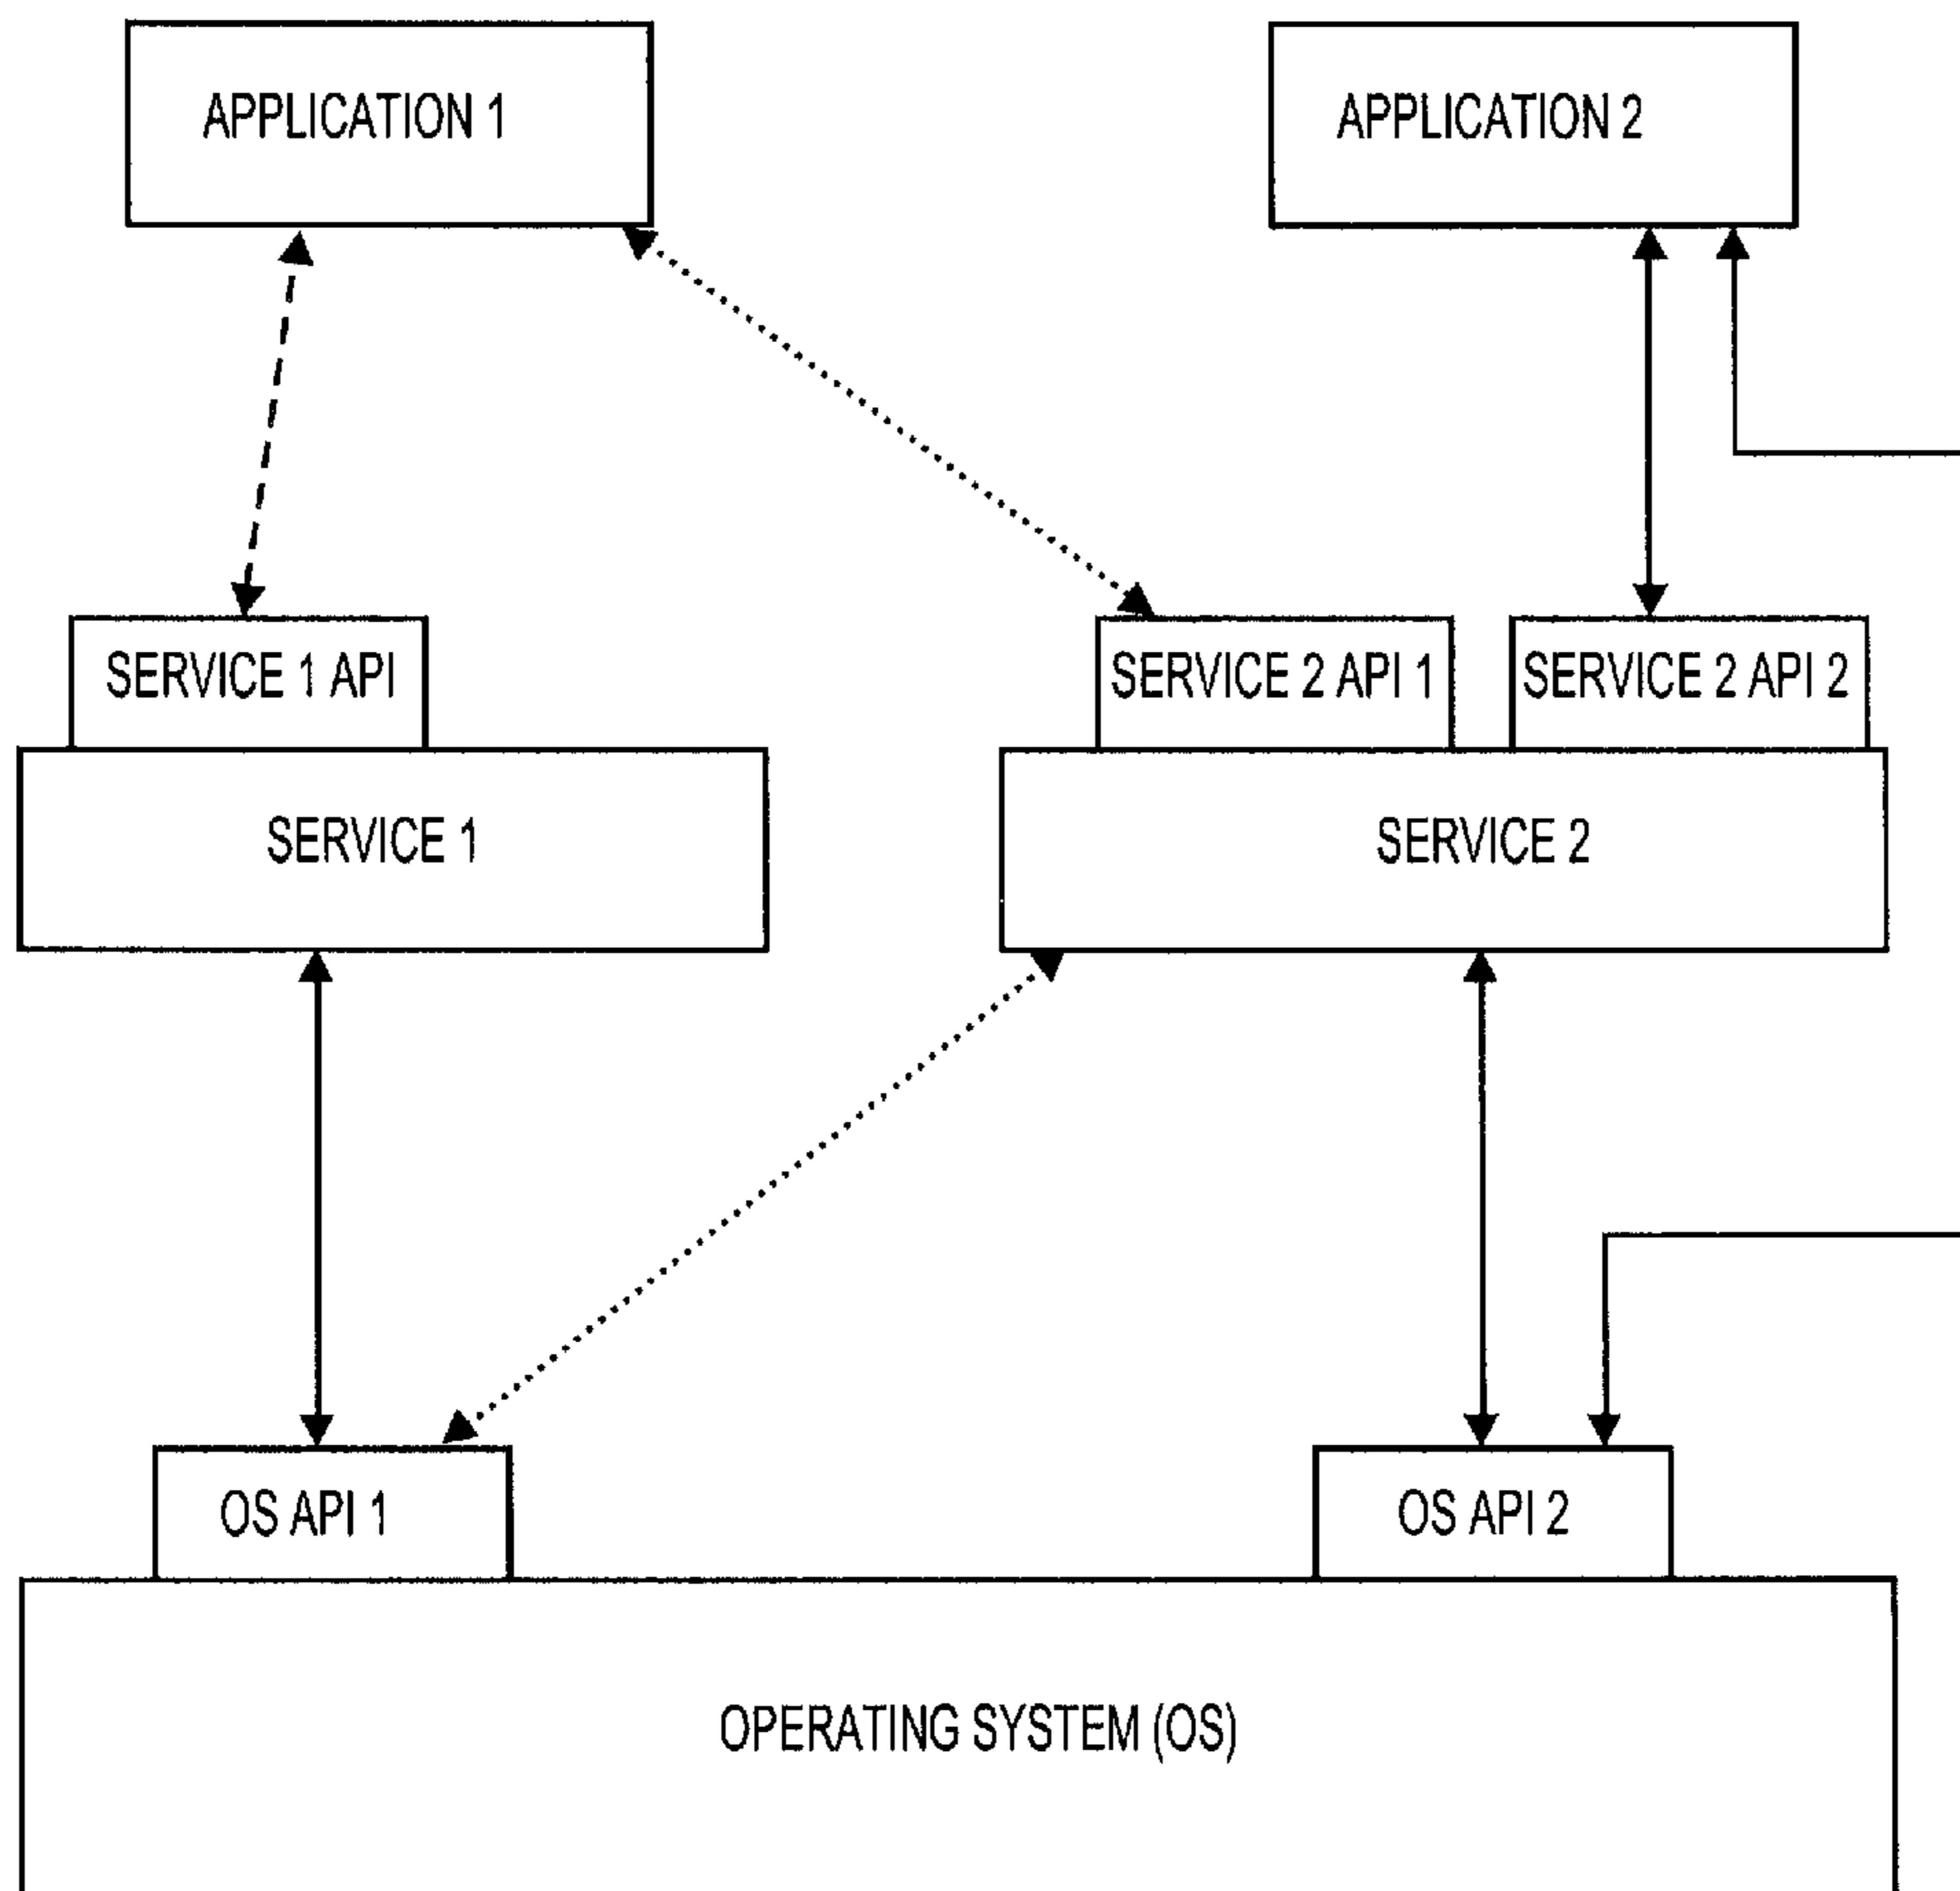 APPLICATION 1
APPLICATION 2
SERVICE 1 API
SERVICE 2 API 1
SERVICE 2 API 2
SERVICE 1
SERVICE 2
OS API 1
OS API 2
OPERATING SYSTEM (OS)